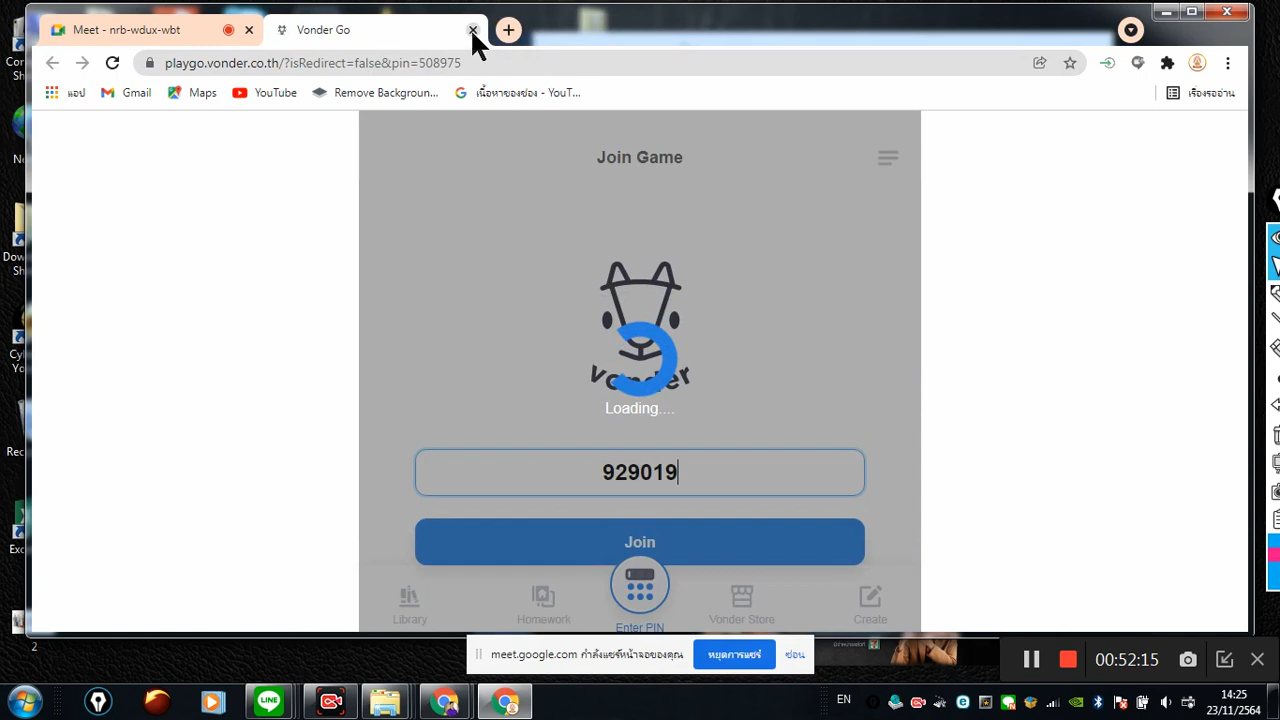 Meet - nrb-wdux-wbt
Vonder Go
playgo.vonder.co.th/?isRedirect=false&pin=508975
แอป
Gmail
Maps
YouTube
Remove Backgroun...
เนื้อหาของช่อง - YouT...
เรื่องรออ่าน
Join Game
vonder
Loading....
929019
Join
Library
Homework
Enter PIN
Vonder Store
Create
meet.google.com กำลังแชร์หน้าจอของคุณ
หยุดการแชร์
ซ่อน
00:52:15
2
EN
14:25
23/11/2564